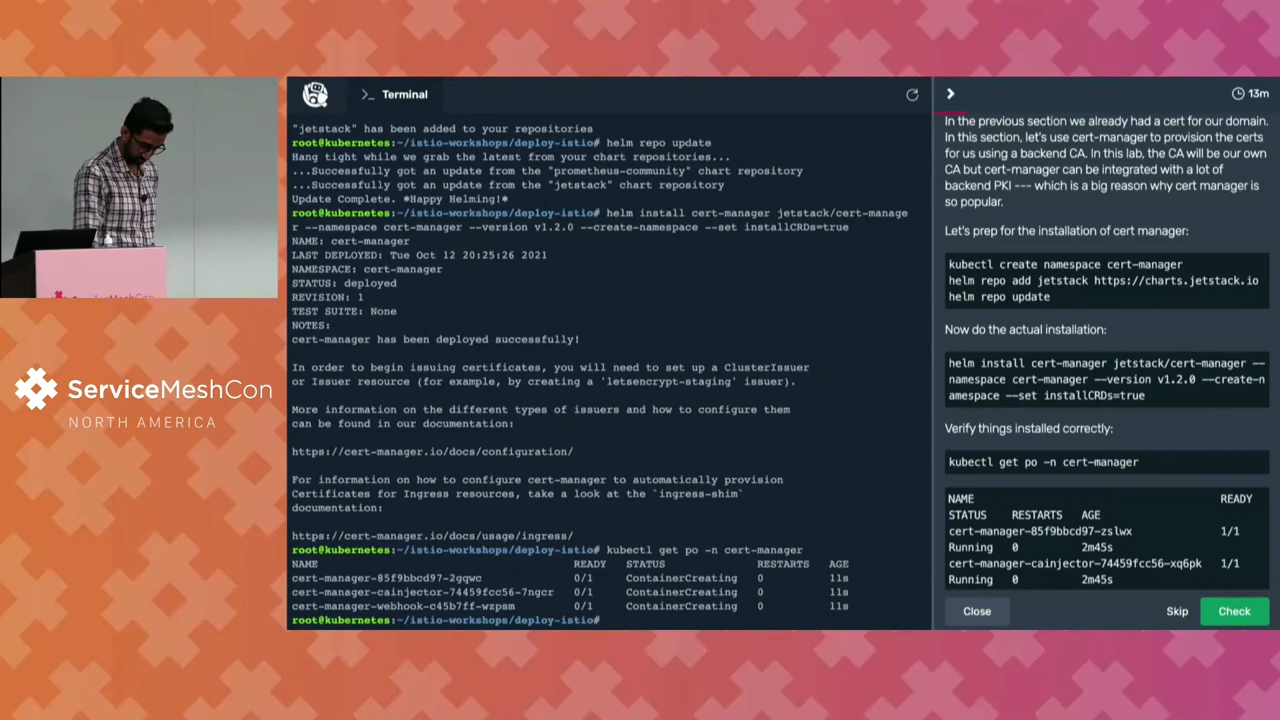 ServiceMeshCon
NORTH AMERICA
>_ Terminal
"jetstack" has been added to your repositories
root@kubernetes:~/istio-workshops/deploy-istio# helm repo update
Hang tight while we grab the latest from your chart repositories...
...Successfully got an update from the "prometheus-community" chart repository
...Successfully got an update from the "jetstack" chart repository
Update Complete. *Happy Helming!*
root@kubernetes:~/istio-workshops/deploy-istio# helm install cert-manager jetstack/cert-manage
r --namespace cert-manager --version v1.2.0 --create-namespace --set installCRDs=true
NAME: cert-manager
LAST DEPLOYED: Tue Oct 12 20:25:26 2021
NAMESPACE: cert-manager
STATUS: deployed
REVISION: 1
TEST SUITE: None
NOTES:
cert-manager has been deployed successfully!
In order to begin issuing certificates, you will need to set up a ClusterIssuer
or Issuer resource (for example, by creating a 'letsencrypt-staging' issuer).
More information on the different types of issuers and how to configure them
can be found in our documentation:
https://cert-manager.io/docs/configuration/
For information on how to configure cert-manager to automatically provision
Certificates for Ingress resources, take a look at the `ingress-shim`
documentation:
https://cert-manager.io/docs/usage/ingress/
root@kubernetes:~/istio-workshops/deploy-istio# kubectl get po -n cert-manager
NAME READY STATUS RESTARTS AGE
cert-manager-85f9bbcd97-2gqwc 0/1 ContainerCreating 0 11s
cert-manager-cainjector-74459fcc56-7ngcr 0/1 ContainerCreating 0 11s
cert-manager-webhook-c45b7ff-wzpsm 0/1 ContainerCreating 0 11s
root@kubernetes:~/istio-workshops/deploy-istio#
13m
In the previous section we already had a cert for our domain.
In this section, let's use cert-manager to provision the certs
for us using a backend CA. In this lab, the CA will be our own
CA but cert-manager can be integrated with a lot of
backend PKI --- which is a big reason why cert manager is
so popular.
Let's prep for the installation of cert manager:
kubectl create namespace cert-manager
helm repo add jetstack https://charts.jetstack.io
helm repo update
Now do the actual installation:
helm install cert-manager jetstack/cert-manager --
namespace cert-manager --version v1.2.0 --create-n
amespace --set installCRDs=true
Verify things installed correctly:
kubectl get po -n cert-manager
NAME READY
STATUS RESTARTS AGE
cert-manager-85f9bbcd97-zslwx 1/1
Running 0 2m45s
cert-manager-cainjector-74459fcc56-xq6pk 1/1
Running 0 2m45s
Close Skip Check